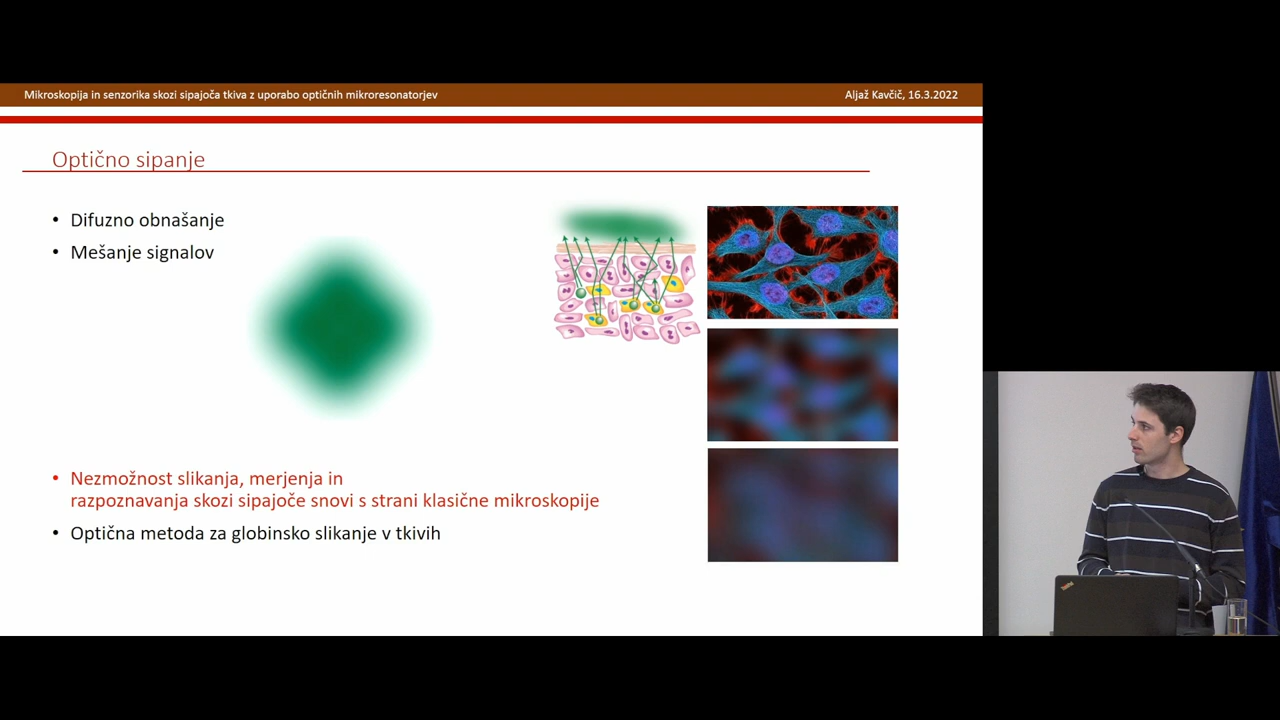 Mikroskopija in senzorika skozi sipajoča tkiva z uporabo optičnih mikroresonatorjev
Aljaž Kavčič, 16.3.2022
Optično sipanje
• Difuzno obnašanje
• Mešanje signalov
• Nezmožnost slikanja, merjenja in
razpoznavanja skozi sipajoče snovi s strani klasične mikroskopije
• Optična metoda za globinsko slikanje v tkivih